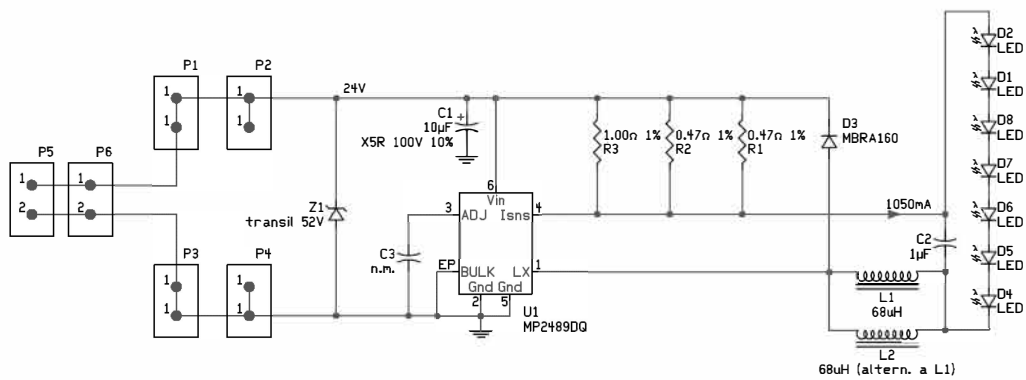 P1
P2
P5
P6
P3
P4
1
1
1
1
1
2
1
2
1
1
1
1
24V
Z1
transil 52V
C1
+
10µF
X5R 100V 10%
C3
n.m.
6
Vin
3
ADJ
Isns
4
EP
BULK
LX
1
Gnd
Gnd
2
5
U1
MP2489DQ
1.00Ω 1%
R3
0.47Ω 1%
R2
0.47Ω 1%
R1
D3
MBRA160
1050mA
C2
1µF
L1
68uH
L2
68uH (altern. a L1)
D2
LED
D1
LED
D8
LED
D7
LED
D6
LED
D5
LED
D4
LED